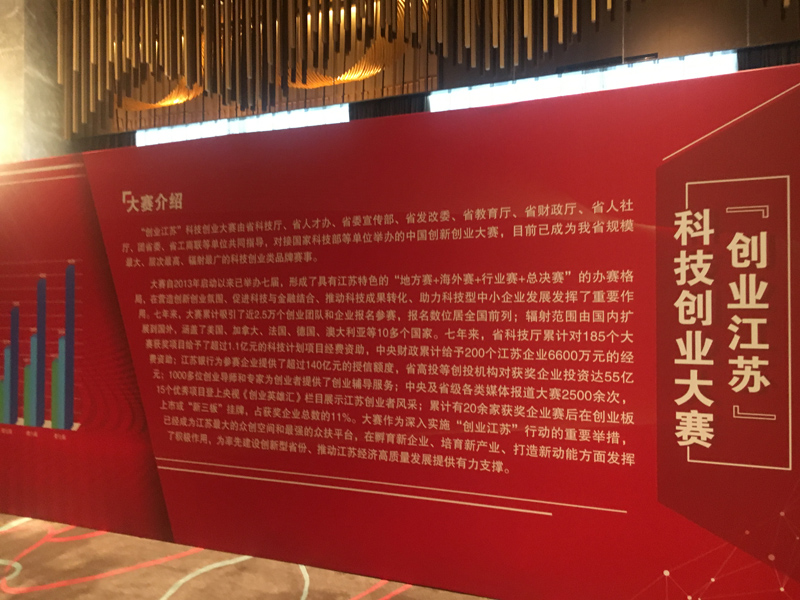 大赛介绍
“创业江苏”科技创业大赛由省科技厅、省人才办、省委宣传部、省发改委、省教育厅、省财政厅、省人社
厅、团省委、省工商联等单位共同指导，对接国家科技部等单位举办的中国创新创业大赛，目前已成为我省规模
最大、层次最高、辐射最广的科技创业类品牌赛事。
大赛自2013年启动以来已举办七届，形成了具有江苏特色的“地方赛+海外赛+行业赛+总决赛”的办赛格
局，在营造创新创业氛围、促进科技与金融结合、推动科技成果转化、助力科技型中小企业发展发挥了重要作
用。七年来，大赛累计吸引了近2.5万个创业团队和企业报名参赛，报名数位居全国前列；辐射范围由国内扩
展到国外，涵盖了美国、加拿大、法国、德国、澳大利亚等10多个国家。七年来，省科技厅累计对185个大
赛获奖项目给予了超过1.1亿元的科技计划项目经费资助，中央财政累计给予200个江苏企业6600万元的经
费资助；江苏银行为参赛企业提供了超过140亿元的授信额度，省高投等创投机构对获奖企业投资达55亿
元；1000多位创业导师和专家为创业者提供了创业辅导服务；中央及省级各类媒体报道大赛2500余次，
15个优秀项目登上央视《创业英雄汇》栏目展示江苏创业者风采；累计有20余家获奖企业赛后在创业板
上市或“新三板”挂牌，占获奖企业总数的11%。大赛作为深入实施“创业江苏”行动的重要举措，
已经成为江苏最大的众创空间和最强的众扶平台，在孵育新企业、培育新产业、打造新动能方面发挥
了积极作用，为率先建设创新型省份、推动江苏经济高质量发展提供有力支撑。
『创业江苏』
科技创业大赛